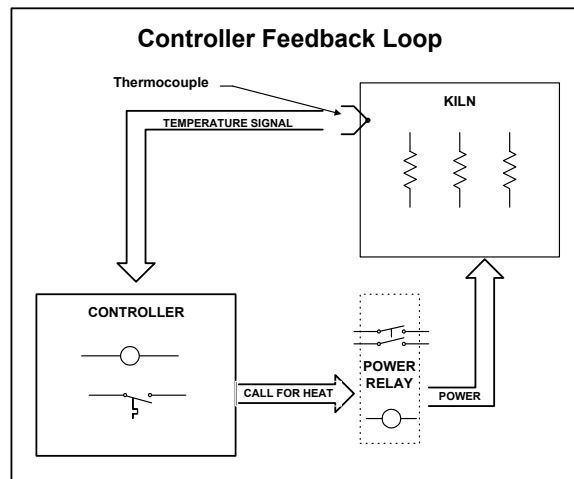 Controller Feedback Loop
Thermocouple
KILN
TEMPERATURE SIGNAL
CONTROLLER
POWER
RELAY
CALL FOR HEAT
POWER